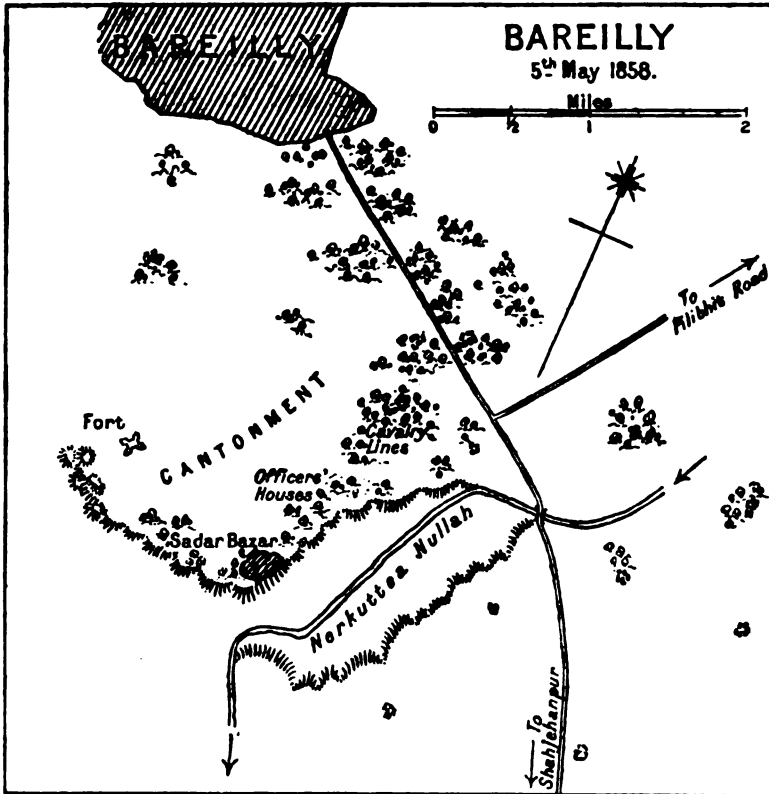 BAREILLY
BAREILLY
5th May 1858.
Miles
0 ½ 1 2
To
Pilibhit Road
CANTONMENT
Fort
Cavalry
Lines
Officers'
Houses
Sadar Bazar
Nerkuttea Nullah
To
Shahjehanpur